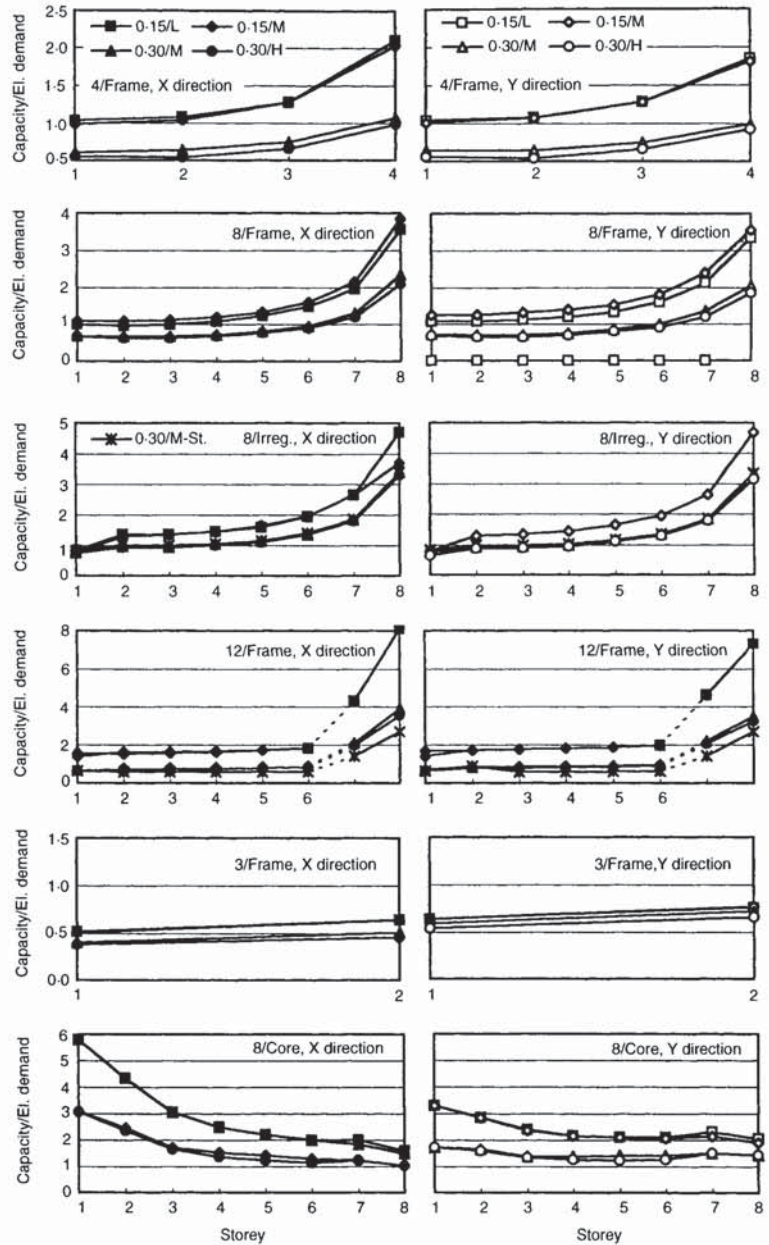 0·15/L 0·15/M
0·30/M 0·30/H
4/Frame, X direction
Capacity/El. demand
2·5
2·0
1·5
1·0
0·5
1 2 3 4
0·15/L 0·15/M
0·30/M 0·30/H
4/Frame, Y direction
1 2 3 4
8/Frame, X direction
Capacity/El. demand
4
3
2
1
0
1 2 3 4 5 6 7 8
8/Frame, Y direction
1 2 3 4 5 6 7 8
0·30/M-St. 8/Irreg., X direction
Capacity/El. demand
5
4
3
2
1
0
1 2 3 4 5 6 7 8
8/Irreg., Y direction
1 2 3 4 5 6 7 8
12/Frame, X direction
Capacity/El. demand
8
6
4
2
0
1 2 3 4 5 6 7 8
12/Frame, Y direction
1 2 3 4 5 6 7 8
3/Frame, X direction
Capacity/El. demand
1·5
1·0
0·5
0·0
1 2
3/Frame,Y direction
1 2
8/Core, X direction
Capacity/El. demand
6
5
4
3
2
1
0
1 2 3 4 5 6 7 8
Storey
8/Core, Y direction
1 2 3 4 5 6 7 8
Storey